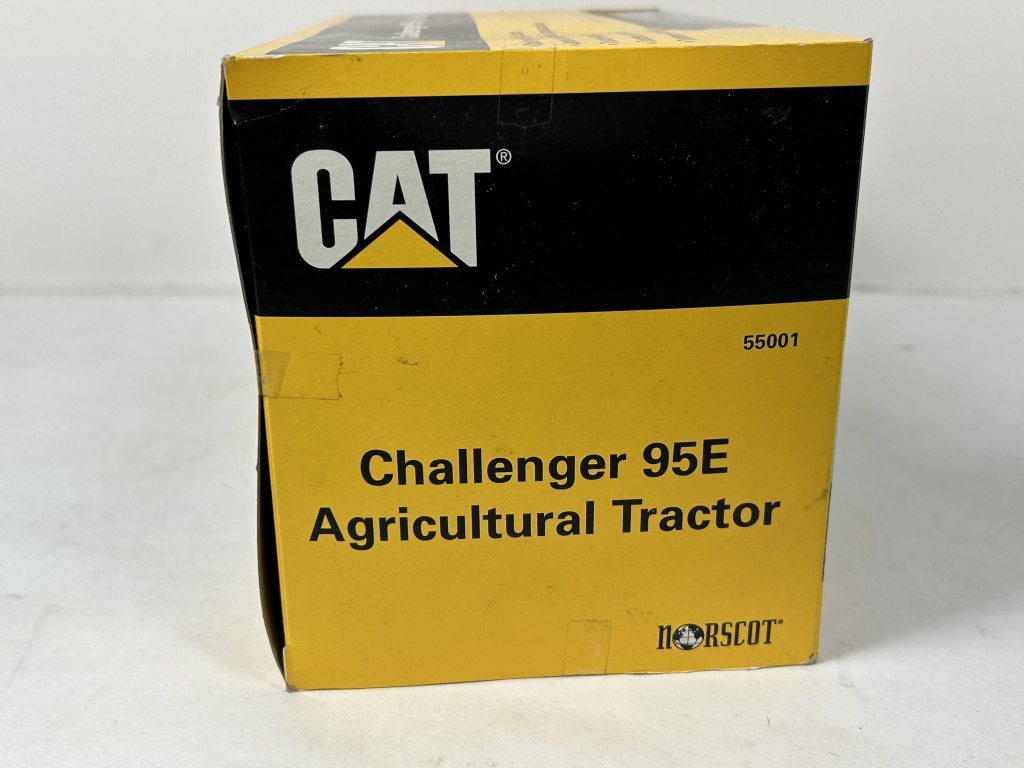 CAT®
55001
Challenger 95E
Agricultural Tractor
NORSCOT®